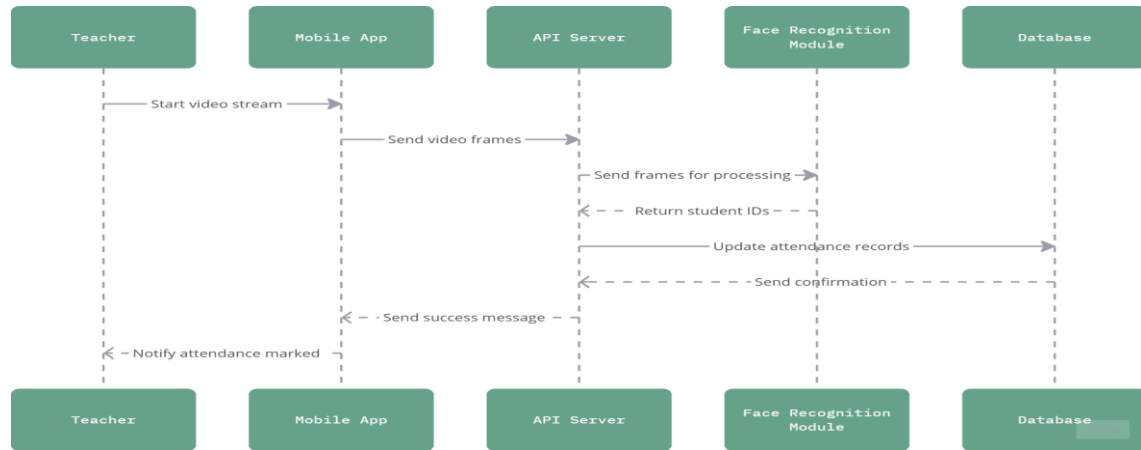 Teacher
Mobile App
API Server
Face Recognition
Module
Database
Start video stream
Send video frames
Send frames for processing
Return student IDs
Update attendance records
Send confirmation
Send success message
Notify attendance marked
Teacher
Mobile App
API Server
Face Recognition
Module
Database